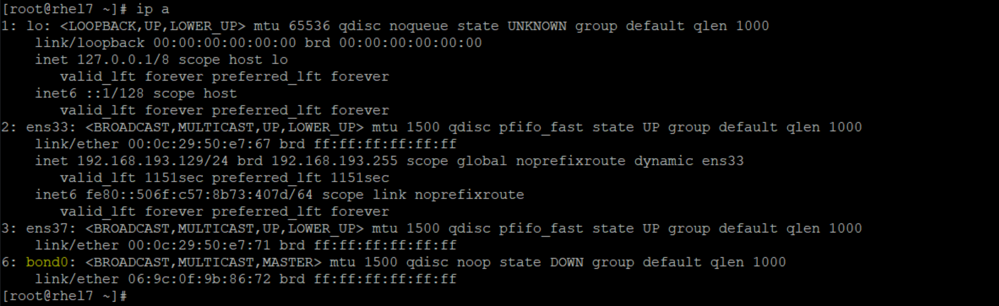 [root@rhel7 ~]# ip a
1: lo: <LOOPBACK,UP,LOWER_UP> mtu 65536 qdisc noqueue state UNKNOWN group default qlen 1000
    link/loopback 00:00:00:00:00:00 brd 00:00:00:00:00:00
    inet 127.0.0.1/8 scope host lo
       valid_lft forever preferred_lft forever
    inet6 ::1/128 scope host
       valid_lft forever preferred_lft forever
2: ens33: <BROADCAST,MULTICAST,UP,LOWER_UP> mtu 1500 qdisc pfifo_fast state UP group default qlen 1000
    link/ether 00:0c:29:50:e7:67 brd ff:ff:ff:ff:ff:ff
    inet 192.168.193.129/24 brd 192.168.193.255 scope global noprefixroute dynamic ens33
       valid_lft 1151sec preferred_lft 1151sec
    inet6 fe80::506f:c57:8b73:407d/64 scope link noprefixroute
       valid_lft forever preferred_lft forever
3: ens37: <BROADCAST,MULTICAST,UP,LOWER_UP> mtu 1500 qdisc pfifo_fast state UP group default qlen 1000
    link/ether 00:0c:29:50:e7:71 brd ff:ff:ff:ff:ff:ff
6: bond0: <BROADCAST,MULTICAST,MASTER> mtu 1500 qdisc noop state DOWN group default qlen 1000
    link/ether 06:9c:0f:9b:86:72 brd ff:ff:ff:ff:ff:ff
[root@rhel7 ~]#